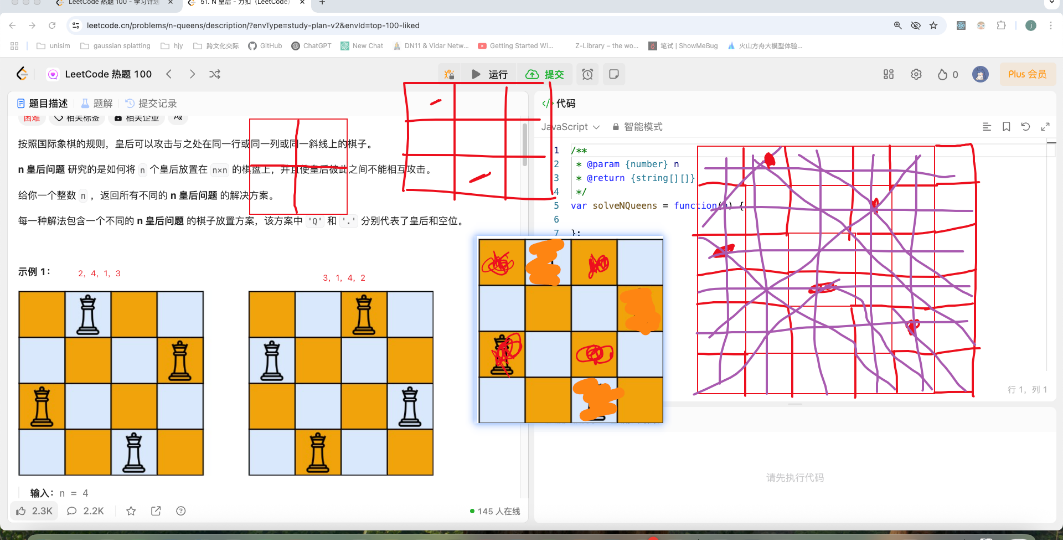 LeetCode 热题 100 - 学习计划
51. N 皇后 - 力扣 (LeetCode)
leetcode.cn/problems/n-queens/description/?envType=study-plan-v2&envId=top-100-liked
unisim
gaussian splatting
hjy
跨文化交际
GitHub
ChatGPT
New Chat
DN11 & Vidar Netw...
Getting Started Wi...
Z-Library – the wo...
笔试 | ShowMeBug
火山方舟大模型体验...
LeetCode 热题 100
运行
提交
0
Plus 会员
题目描述
题解
提交记录
困难
相关标签
相关企业
按照国际象棋的规则，皇后可以攻击与之处在同一行或同一列或同一斜线上的棋子。
n 皇后问题 研究的是如何将 n 个皇后放置在 n×n 的棋盘上，并且使皇后彼此之间不能相互攻击。
给你一个整数 n ，返回所有不同的 n 皇后问题 的解决方案。
每一种解法包含一个不同的 n 皇后问题 的棋子放置方案，该方案中 'Q' 和 '.' 分别代表了皇后和空位。
示例 1：
2, 4, 1, 3
3, 1, 4, 2
输入：n = 4
2.3K
2.2K
145 人在线
</> 代码
JavaScript
智能模式
1 /**
2 * @param {number} n
3 * @return {string[][]}
4 */
5 var solveNQueens = function(n) {
6
7 };
行 1，列 1
请先执行代码